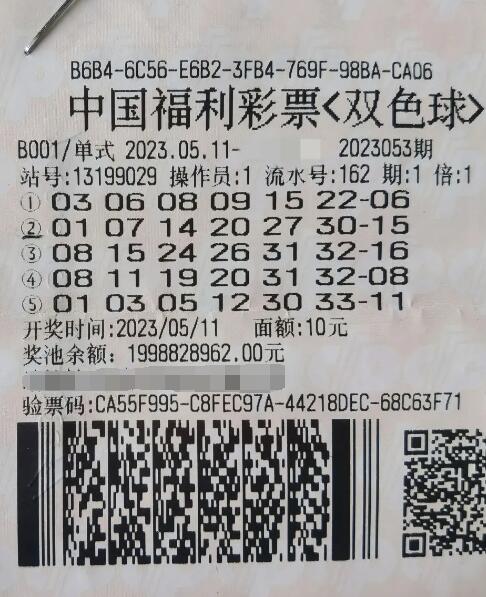 B6B4-6C56-E6B2-3FB4-769F-98BA-CA06
中国福利彩票<双色球>
B001/单式 2023.05.11- 2023053期
站号:13199029 操作员:1 流水号:162 期:1 倍:1
① 03 06 08 09 15 22-06
② 01 07 14 20 27 30-15
③ 08 15 24 26 31 32-16
④ 08 11 19 20 31 32-08
⑤ 01 03 05 12 30 33-11
开奖时间:2023/05/11 面额:10元
奖池余额: 1998828962.00元
验票码:CA55F995-C8FEC97A-44218DEC-68C63F71